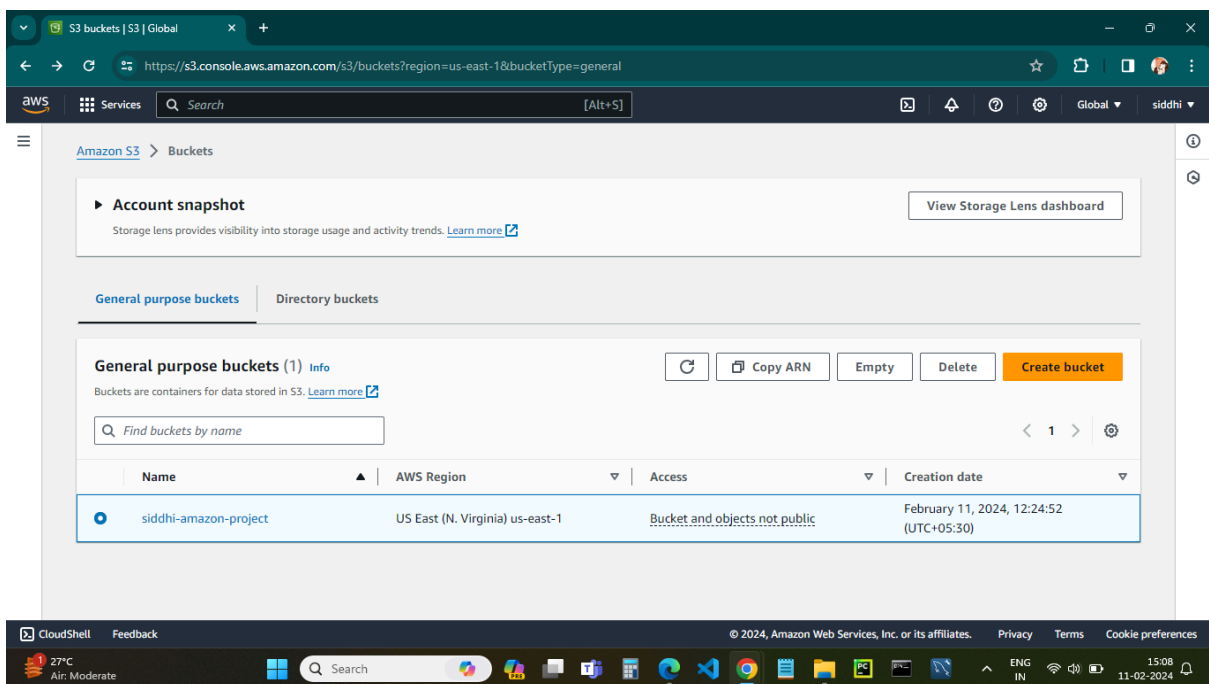 S3 buckets | S3 | Global
https://s3.console.aws.amazon.com/s3/buckets?region=us-east-1&bucketType=general
aws Services Search [Alt+S] Global siddhi
Amazon S3 > Buckets
Account snapshot View Storage Lens dashboard
Storage lens provides visibility into storage usage and activity trends. Learn more
General purpose buckets Directory buckets
General purpose buckets (1) Info Copy ARN Empty Delete Create bucket
Buckets are containers for data stored in S3. Learn more
Find buckets by name 1
Name AWS Region Access Creation date
siddhi-amazon-project US East (N. Virginia) us-east-1 Bucket and objects not public February 11, 2024, 12:24:52
(UTC+05:30)
CloudShell Feedback © 2024, Amazon Web Services, Inc. or its affiliates. Privacy Terms Cookie preferences
1 27°C Search PRE ENG 15:08
Air: Moderate IN 11-02-2024